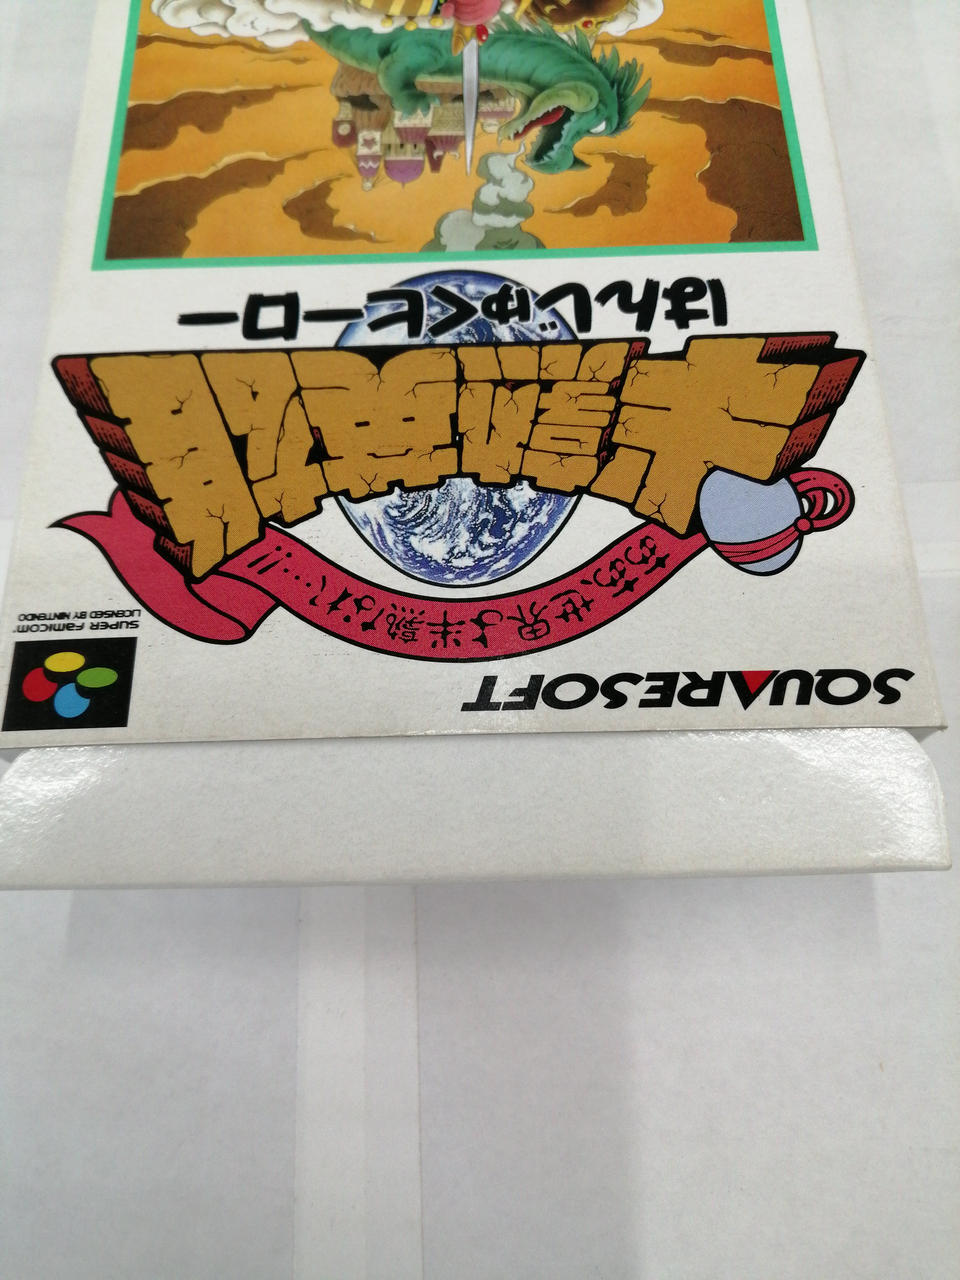 SQUARESOFT
SUPER FAMICOM
LICENSED BY NINTENDO
ああ、世界よ半熟なれ…!!
半熟英雄
はんじゅくヒーロー